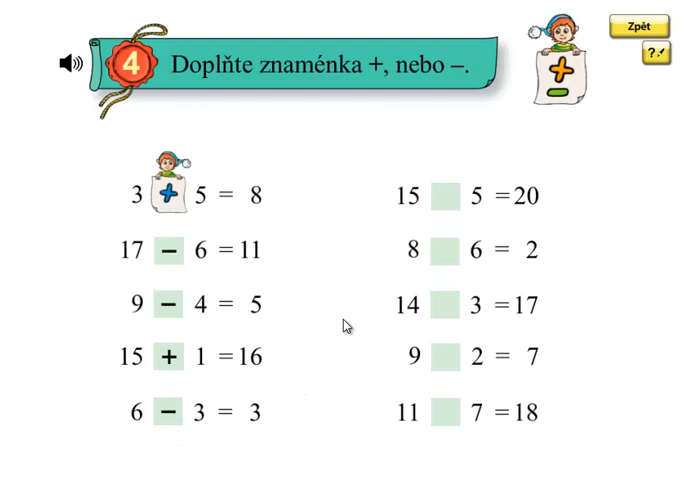 Zpět
?✓
4 Doplňte znaménka +, nebo –.
3 + 5 = 8
17 – 6 = 11
9 – 4 = 5
15 + 1 = 16
6 – 3 = 3
15 5 = 20
8 6 = 2
14 3 = 17
9 2 = 7
11 7 = 18